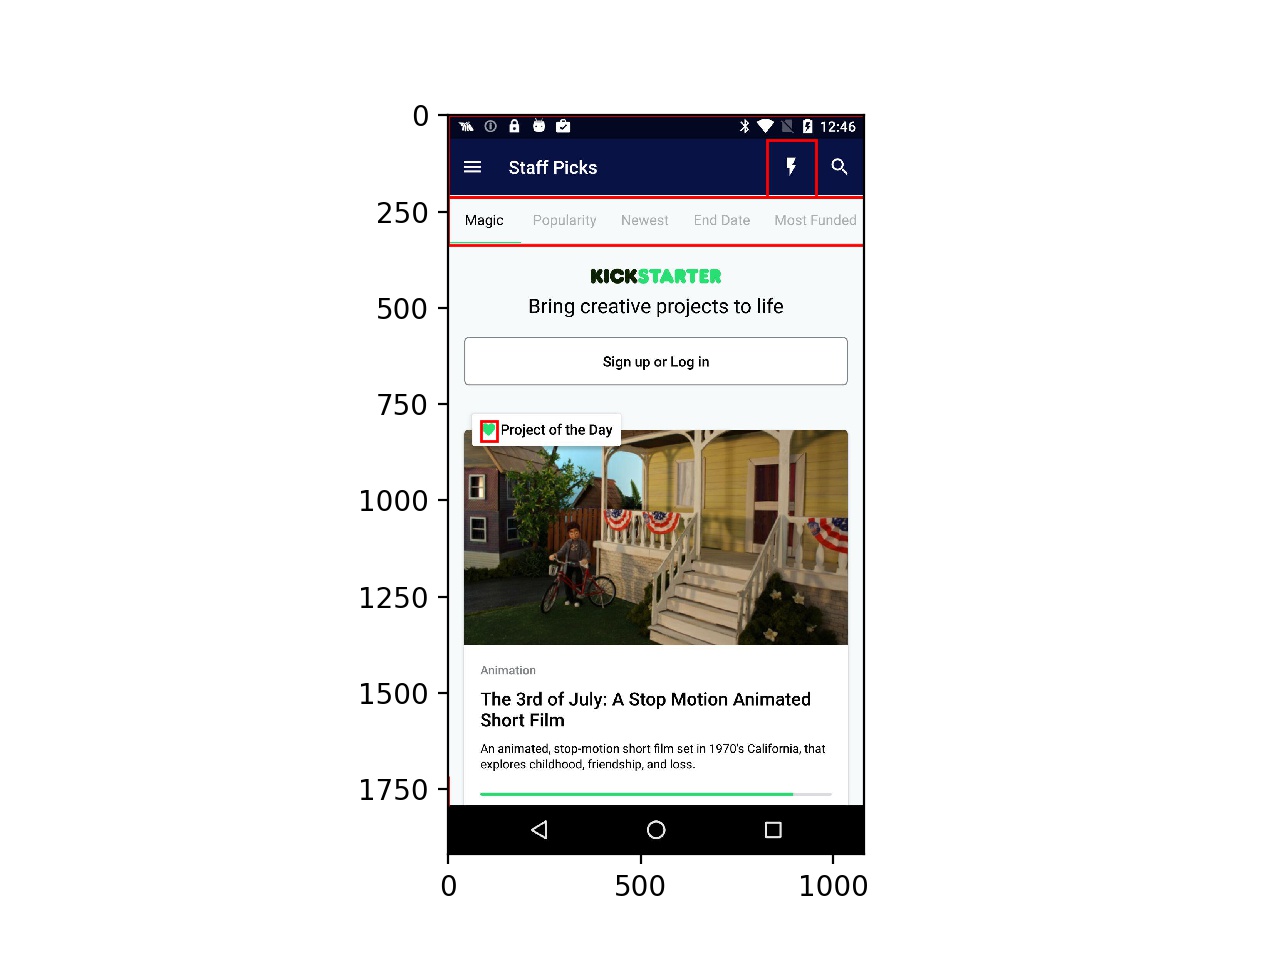 0
250
500
750
1000
1250
1500
1750
12:46
Staff Picks
Magic Popularity Newest End Date Most Funded
KICKSTARTER
Bring creative projects to life
Sign up or Log in
Project of the Day
Animation
The 3rd of July: A Stop Motion Animated
Short Film
An animated, stop-motion short film set in 1970's California, that
explores childhood, friendship, and loss.
0 500 1000